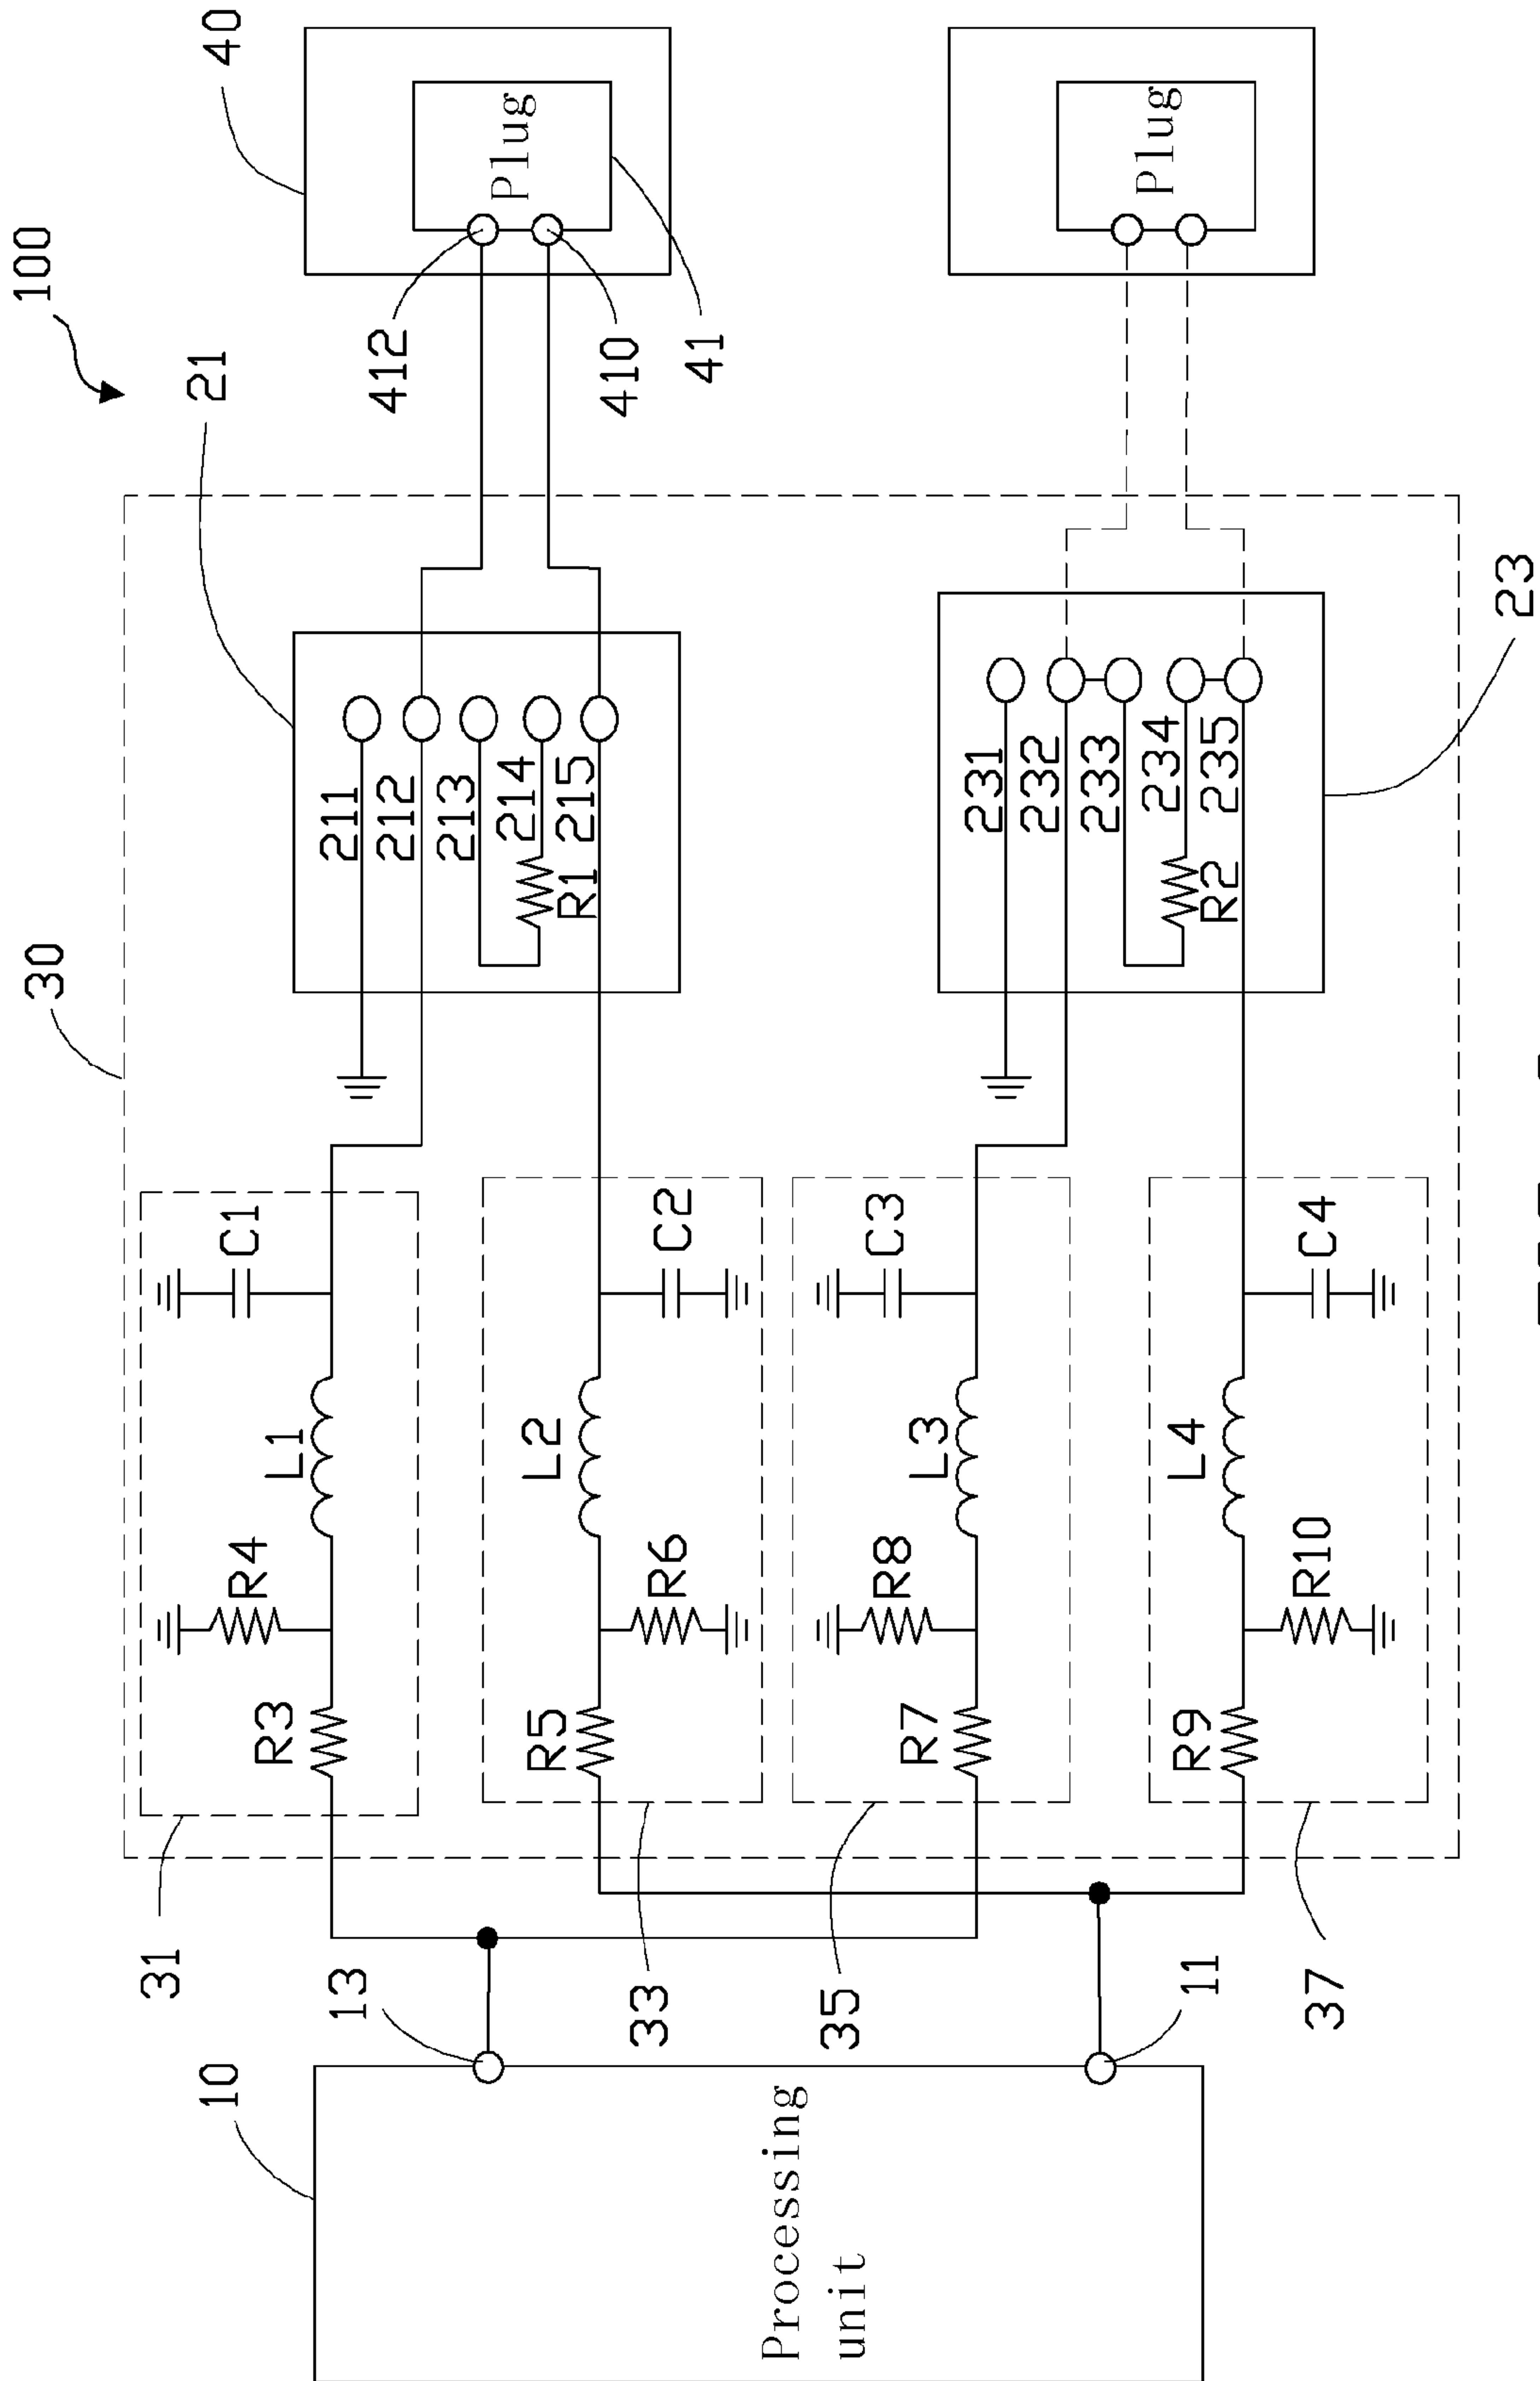 100
30
21
40
Plug
412
410
41
211
212
213
214
R1 215
31
R3
R4
L1
C1
33
R5
R6
L2
C2
10
13
Processing
unit
11
35
R7
R8
L3
C3
37
R9
R10
L4
C4
231
232
233
234
R2 235
23
Plug